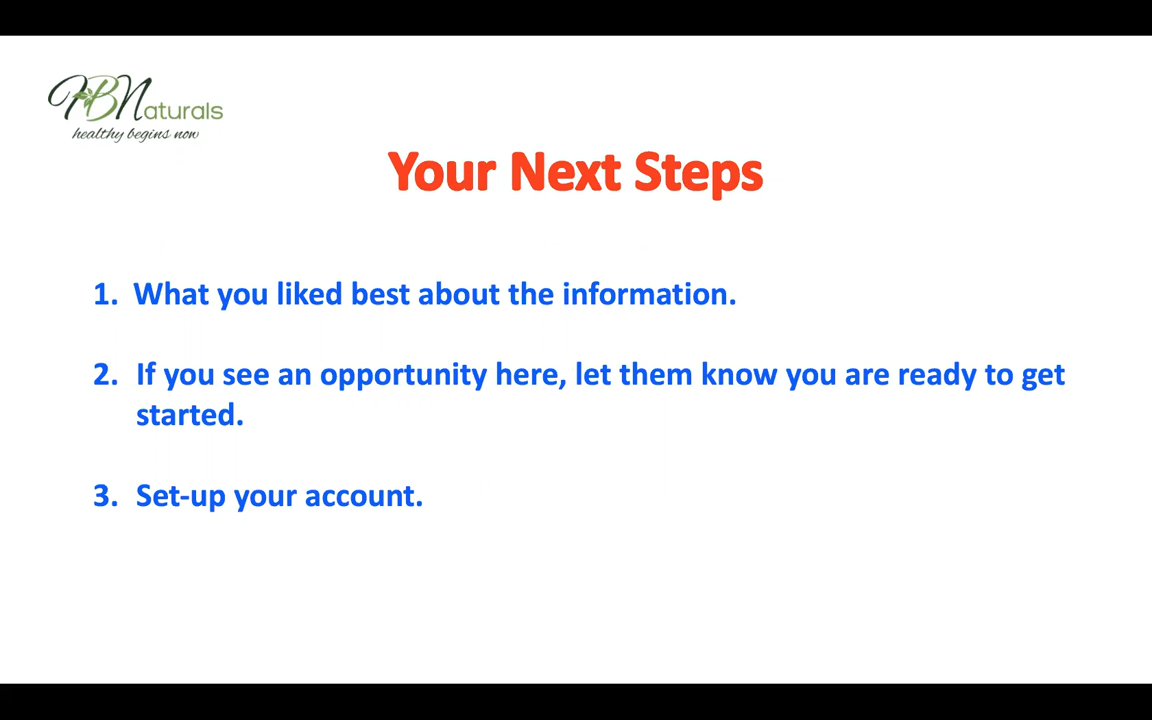 HBNaturals
healthy begins now
Your Next Steps
1. What you liked best about the information.
2. If you see an opportunity here, let them know you are ready to get
started.
3. Set-up your account.